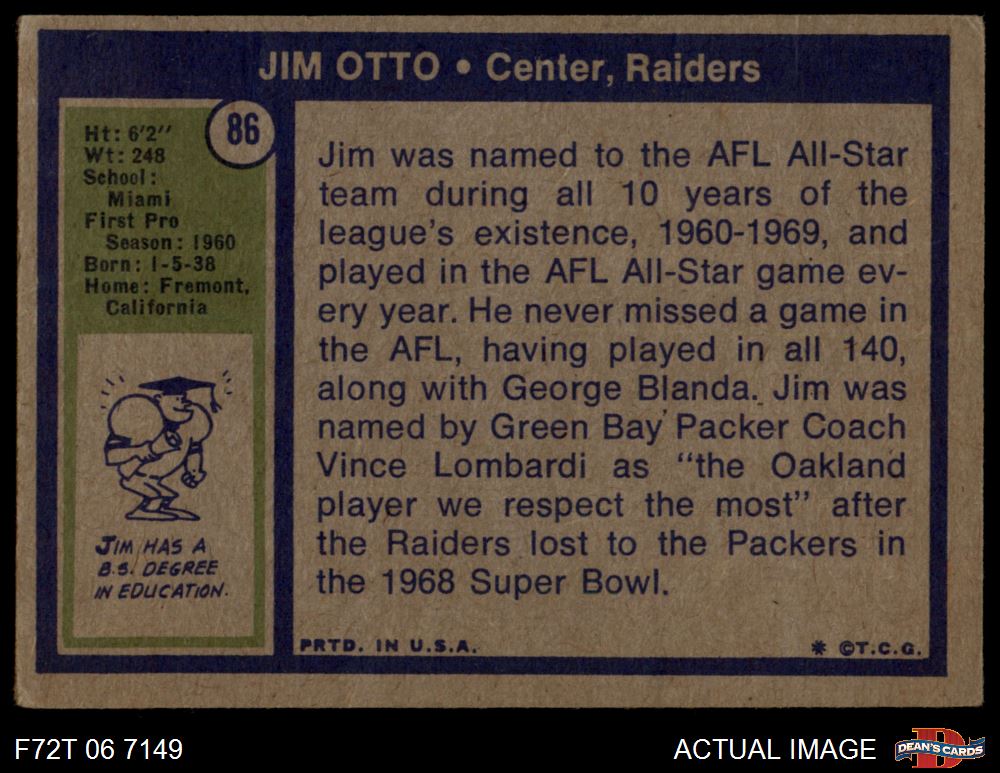 JIM OTTO • Center, Raiders
86
Ht: 6'2"
Wt: 248
School:
Miami
First Pro
Season: 1960
Born: 1-5-38
Home: Fremont,
California
JIM HAS A
B.S. DEGREE
IN EDUCATION.
Jim was named to the AFL All-Star
team during all 10 years of the
league's existence, 1960-1969, and
played in the AFL All-Star game ev-
ery year. He never missed a game in
the AFL, having played in all 140,
along with George Blanda. Jim was
named by Green Bay Packer Coach
Vince Lombardi as "the Oakland
player we respect the most" after
the Raiders lost to the Packers in
the 1968 Super Bowl.
PRTD. IN U.S.A.
* ©T.C.G.
F72T 06 7149
ACTUAL IMAGE
D
DEAN'S CARDS